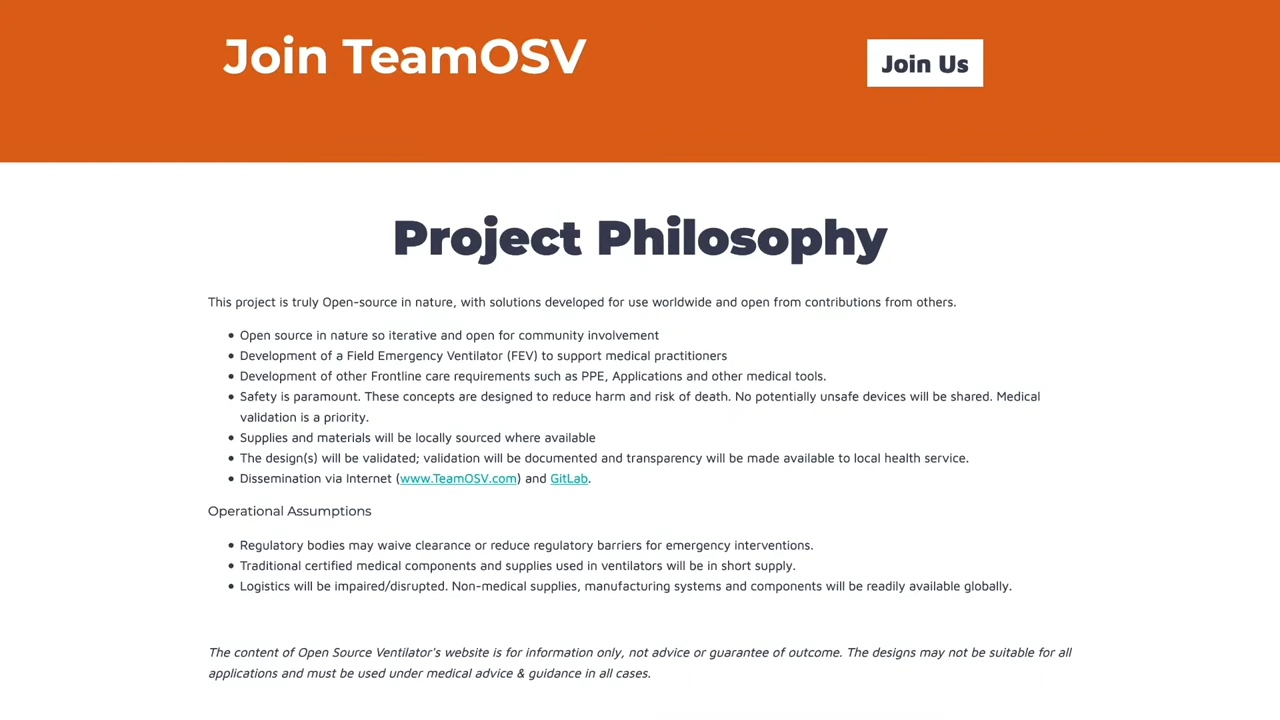 Join TeamOSV
Join Us
Project Philosophy
This project is truly Open-source in nature, with solutions developed for use worldwide and open from contributions from others.
• Open source in nature so iterative and open for community involvement
• Development of a Field Emergency Ventilator (FEV) to support medical practitioners
• Development of other Frontline care requirements such as PPE, Applications and other medical tools.
• Safety is paramount. These concepts are designed to reduce harm and risk of death. No potentially unsafe devices will be shared. Medical
validation is a priority.
• Supplies and materials will be locally sourced where available
• The design(s) will be validated; validation will be documented and transparency will be made available to local health service.
• Dissemination via Internet (www.TeamOSV.com) and GitLab.
Operational Assumptions
• Regulatory bodies may waive clearance or reduce regulatory barriers for emergency interventions.
• Traditional certified medical components and supplies used in ventilators will be in short supply.
• Logistics will be impaired/disrupted. Non-medical supplies, manufacturing systems and components will be readily available globally.
The content of Open Source Ventilator's website is for information only, not advice or guarantee of outcome. The designs may not be suitable for all
applications and must be used under medical advice & guidance in all cases.